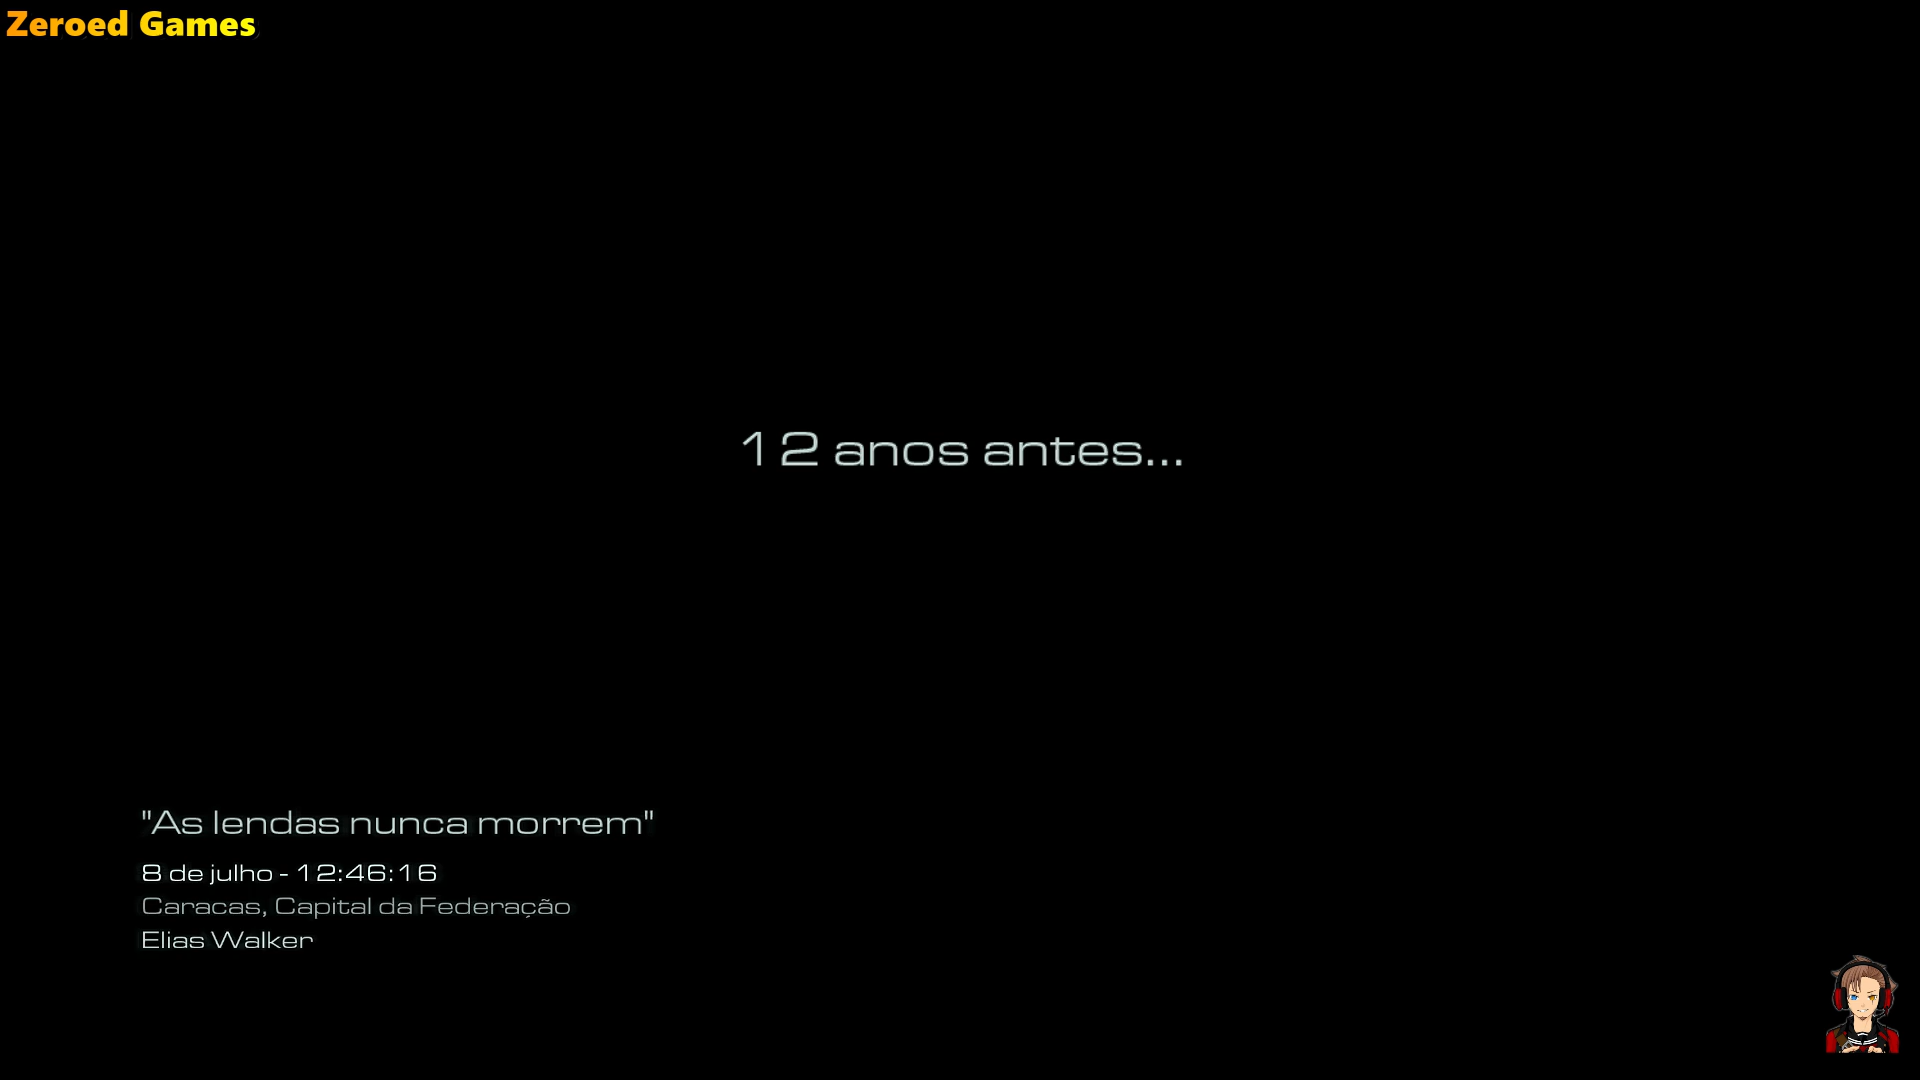 Zeroed Games
12 anos antes...
"As lendas nunca morrem"
8 de julho - 12:46:16
Caracas, Capital da Federação
Elias Walker